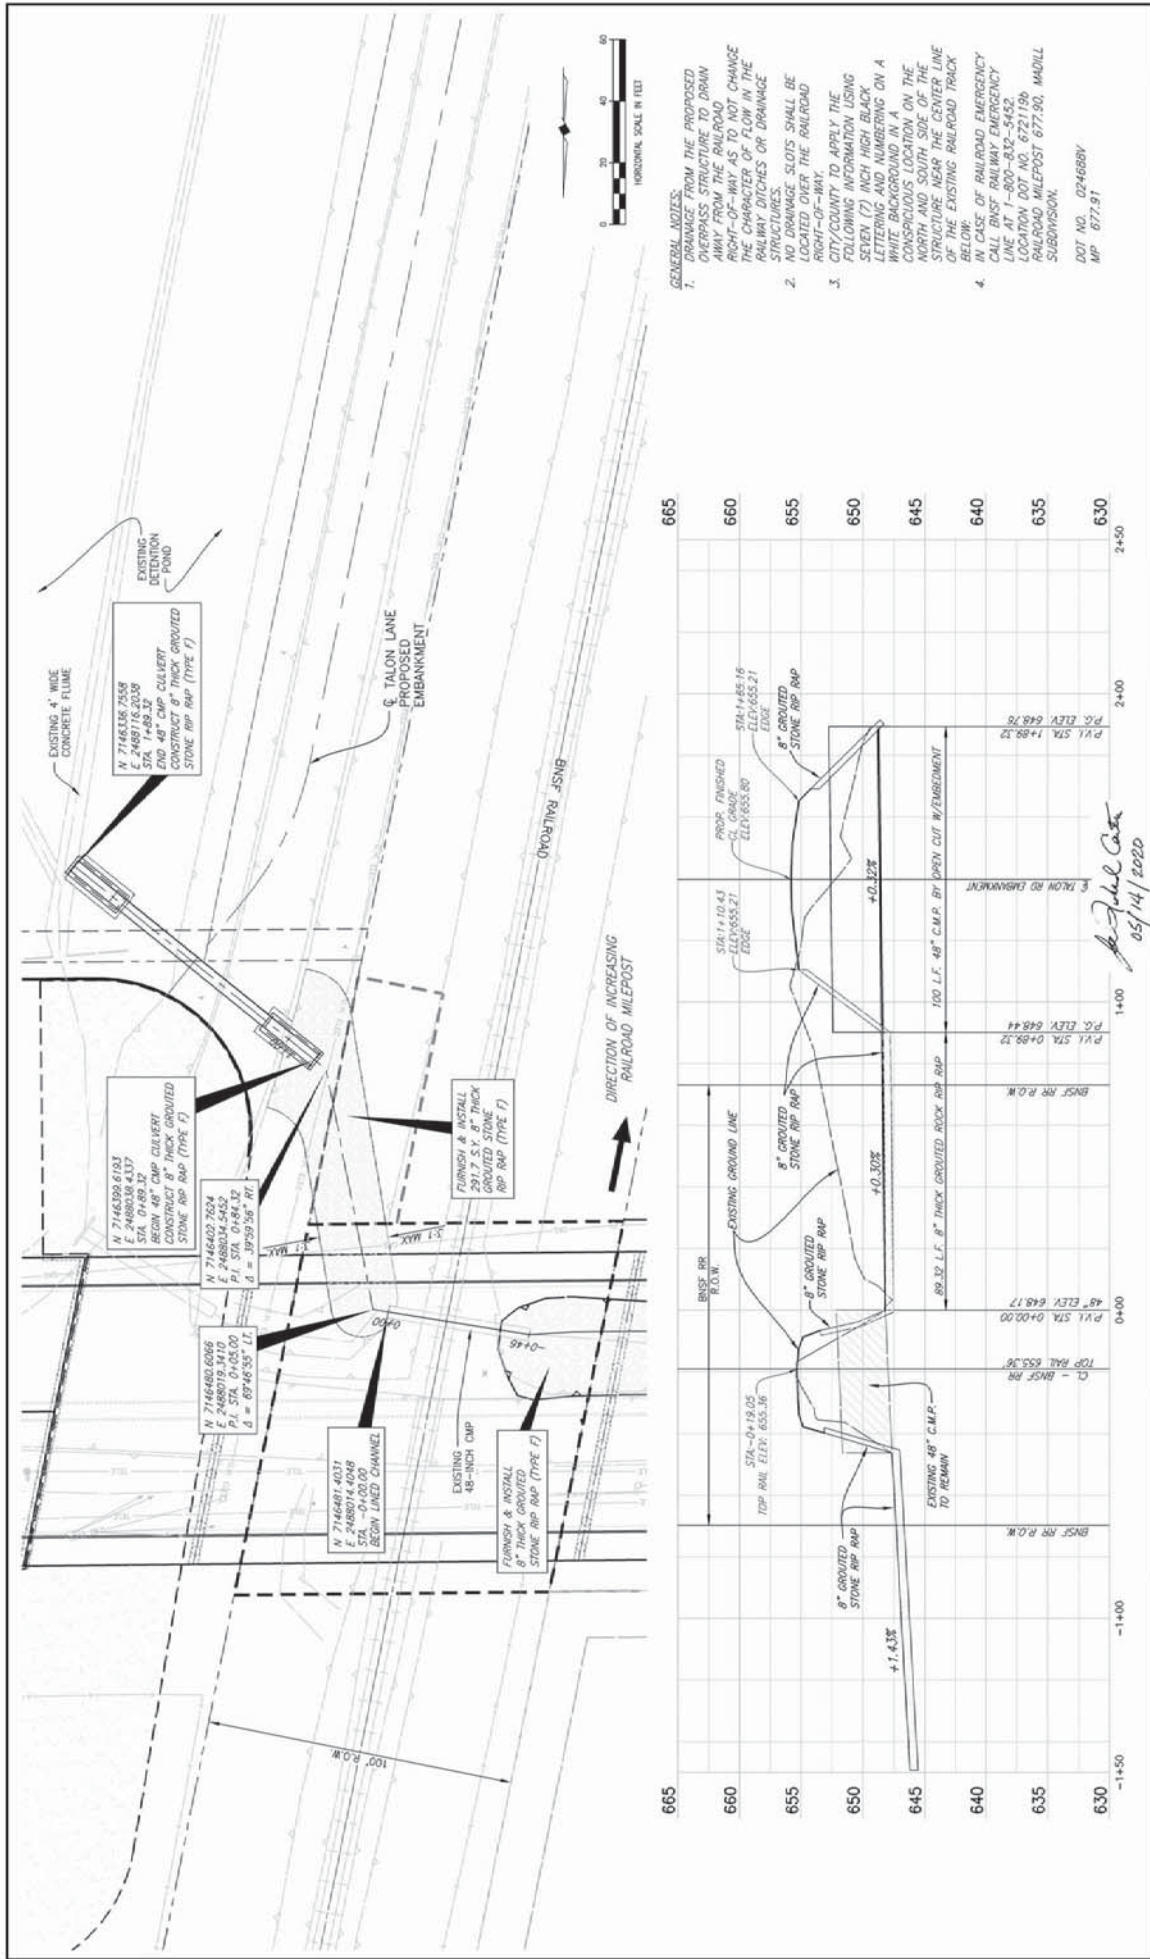 EXISTING 4' WIDE
CONCRETE FLUME
EXISTING
DETENTION
POND
N 7146336.7558
E 2488116.2038
STA. 1+89.32
END 48" CMP CULVERT
CONSTRUCT 8" THICK GROUTED
STONE RIP RAP (TYPE F)
℄ TALON LANE
PROPOSED
EMBANKMENT
N 7146399.6193
E 2488038.4337
STA. 0+89.32
BEGIN 48" CMP CULVERT
CONSTRUCT 8" THICK GROUTED
STONE RIP RAP (TYPE F)
N 7146402.7624
E 2488034.5452
P.I. STA. 0+84.32
Δ = 39°59'56" RT.
N 7146480.6066
E 2488019.3410
P.I. STA. 0+05.00
Δ = 69°46'55" LT.
N 7146481.4031
E 2488014.4048
STA. 0+00.00
BEGIN LINED CHANNEL
3:1 MAX
3:1 MAX
0+00
-0+46
EXISTING
48-INCH CMP
FURNISH & INSTALL
8" THICK GROUTED
STONE RIP RAP (TYPE F)
FURNISH & INSTALL
291.7 S.Y. 8" THICK
GROUTED STONE
RIP RAP (TYPE F)
BNSF RAILROAD
DIRECTION OF INCREASING
RAILROAD MILEPOST
100' R.O.W.
0 20 40 60
HORIZONTAL SCALE IN FEET
GENERAL NOTES:
1. DRAINAGE FROM THE PROPOSED
OVERPASS STRUCTURE TO DRAIN
AWAY FROM THE RAILROAD
RIGHT-OF-WAY AS TO NOT CHANGE
THE CHARACTER OF FLOW IN THE
RAILWAY DITCHES OR DRAINAGE
STRUCTURES.
2. NO DRAINAGE SLOTS SHALL BE
LOCATED OVER THE RAILROAD
RIGHT-OF-WAY.
3. CITY/COUNTY TO APPLY THE
FOLLOWING INFORMATION USING
SEVEN (7) INCH HIGH BLACK
LETTERING AND NUMBERING ON A
WHITE BACKGROUND IN A
CONSPICUOUS LOCATION ON THE
NORTH AND SOUTH SIDE OF THE
STRUCTURE NEAR THE CENTER LINE
OF THE EXISTING RAILROAD TRACK
BELOW:
4. IN CASE OF RAILROAD EMERGENCY
CALL BNSF RAILWAY EMERGENCY
LINE AT 1-800-832-5452.
LOCATION DOT NO. 672119b
RAILROAD MILEPOST 677.90, MADILL
SUBDIVISION.
DOT NO. 024688V
MP 677.91
665
660
655
650
645
640
635
630
665
660
655
650
645
640
635
630
-1+50
-1+00
0+00
1+00
2+00
2+50
BNSF RR
R.O.W.
EXISTING GROUND LINE
STA:-0+19.05
TOP RAIL ELEV: 655.36
8" GROUTED
STONE RIP RAP
8" GROUTED
STONE RIP RAP
8" GROUTED
STONE RIP RAP
8" GROUTED
STONE RIP RAP
STA:1+10.43
ELEV:655.21
EDGE
PROP. FINISHED
CL GRADE
ELEV:655.80
STA:1+65.16
ELEV:655.21
EDGE
+1.43%
+0.30%
+0.32%
EXISTING 48" C.M.P.
TO REMAIN
89.32 L.F. 8" THICK GROUTED ROCK RIP RAP
100 L.F. 48" C.M.P. BY OPEN CUT W/EMBEDMENT
BNSF RR R.O.W.
CL - BNSF RR
TOP RAIL 655.36'
P.V.I. STA. 0+00.00
48" ELEV 648.17
BNSF RR R.O.W.
P.V.I. STA. 0+89.32
P.G. ELEV. 648.44
℄ TALON RD EMBANKMENT
P.V.I. STA. 1+89.32
P.G. ELEV. 648.76
05/14/2020